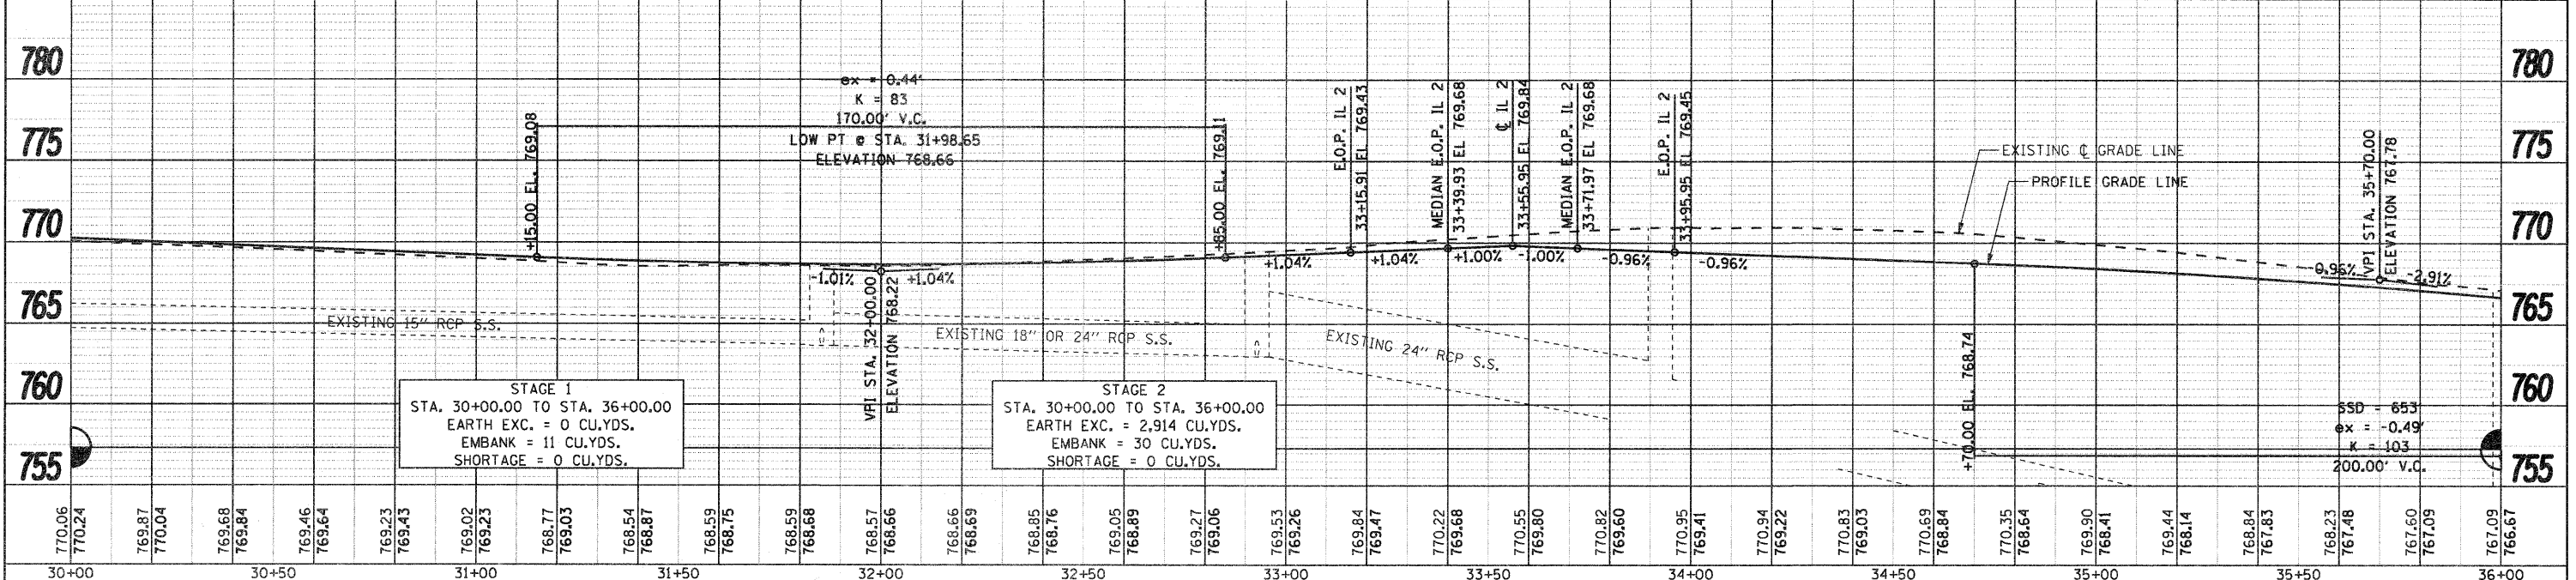 780
775
770
765
760
755
780
775
770
765
760
755
+15.00 EL. 769.08
ex = 0.44'
K = 83
170.00' V.C.
LOW PT @ STA. 31+98.65
ELEVATION 768.66
+85.00 EL. 769.11
E.O.P. IL 2
33+15.91 EL 769.43
MEDIAN E.O.P. IL 2
33+39.93 EL 769.68
℄ IL 2
33+55.95 EL 769.84
MEDIAN E.O.P. IL 2
33+71.97 EL 769.68
E.O.P. IL 2
33+95.95 EL 769.45
EXISTING ℄ GRADE LINE
PROFILE GRADE LINE
VPI STA. 35+70.00
ELEVATION 767.78
-1.01%
+1.04%
+1.04%
+1.04%
+1.00%
-1.00%
-0.96%
-0.96%
-0.96%
-2.91%
VPI STA. 32+00.00
ELEVATION 768.22
EXISTING 15" RCP S.S.
EXISTING 18" OR 24" RCP S.S.
EXISTING 24" RCP S.S.
+70.00 EL. 768.74
STAGE 1
STA. 30+00.00 TO STA. 36+00.00
EARTH EXC. = 0 CU.YDS.
EMBANK = 11 CU.YDS.
SHORTAGE = 0 CU.YDS.
STAGE 2
STA. 30+00.00 TO STA. 36+00.00
EARTH EXC. = 2,914 CU.YDS.
EMBANK = 30 CU.YDS.
SHORTAGE = 0 CU.YDS.
SSD = 653'
ex = -0.49'
K = 103
200.00' V.C.
770.06
770.24
769.87
770.04
769.68
769.84
769.46
769.64
769.23
769.43
769.02
769.23
768.77
769.03
768.54
768.87
768.59
768.75
768.59
768.68
768.57
768.66
768.66
768.69
768.85
768.76
769.05
768.89
769.27
769.06
769.53
769.26
769.84
769.47
770.22
769.68
770.55
769.80
770.82
769.60
770.95
769.41
770.94
769.22
770.83
769.03
770.69
768.84
770.35
768.64
769.90
768.41
769.44
768.14
768.84
767.83
768.23
767.48
767.60
767.09
767.09
766.67
30+00
30+50
31+00
31+50
32+00
32+50
33+00
33+50
34+00
34+50
35+00
35+50
36+00